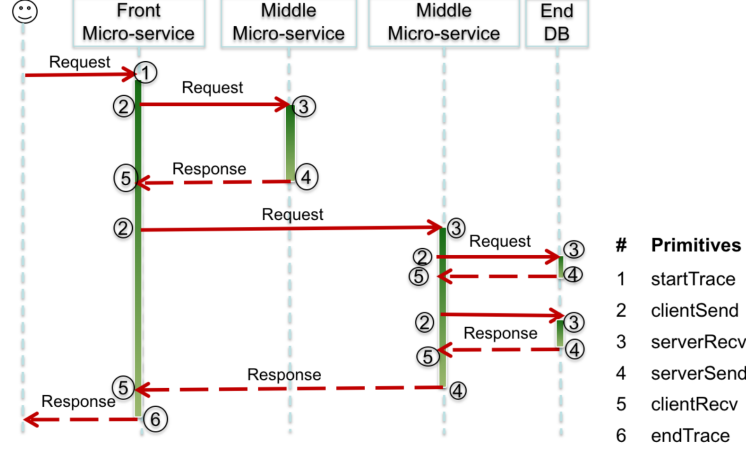 Front Middle Middle End
Micro-service Micro-service Micro-service DB
Request
1
Request
2 3
Response
5 4
Request
2 3
Request
2 3
5 4
2 3
Response
5 4
Response
5 4
Response
6
# Primitives
1 startTrace
2 clientSend
3 serverRecv
4 serverSend
5 clientRecv
6 endTrace